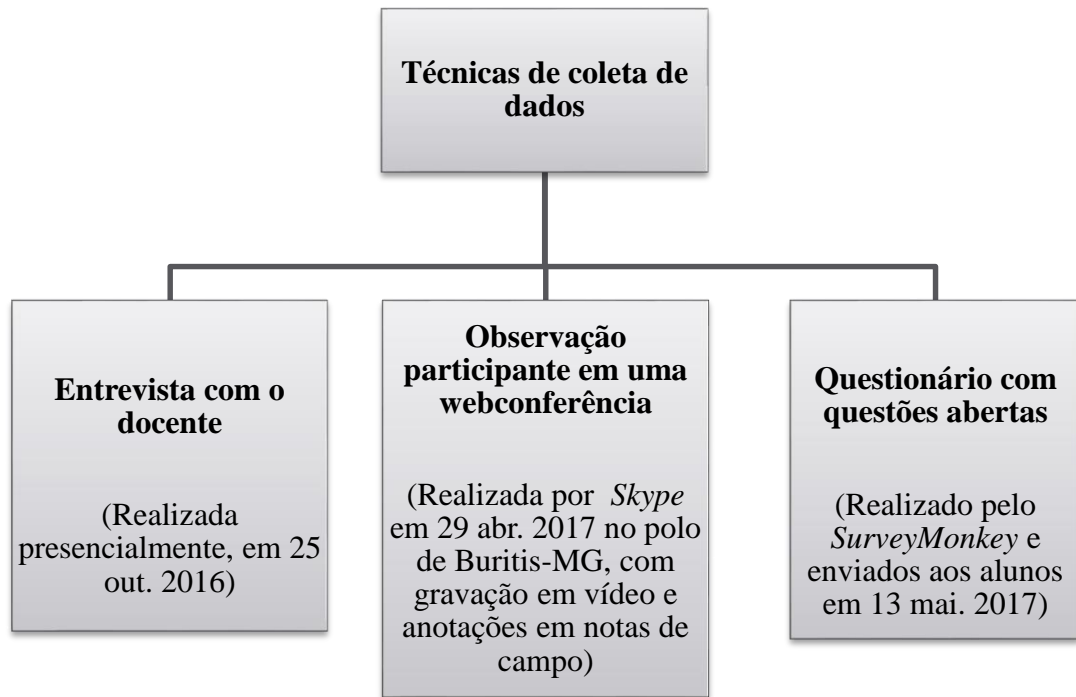 Técnicas de coleta de
dados
Entrevista com o
docente
(Realizada
presencialmente, em 25
out. 2016)
Observação
participante em uma
webconferência
(Realizada por Skype
em 29 abr. 2017 no polo
de Buritis-MG, com
gravação em vídeo e
anotações em notas de
campo)
Questionário com
questões abertas
(Realizado pelo
SurveyMonkey e
enviados aos alunos
em 13 mai. 2017)